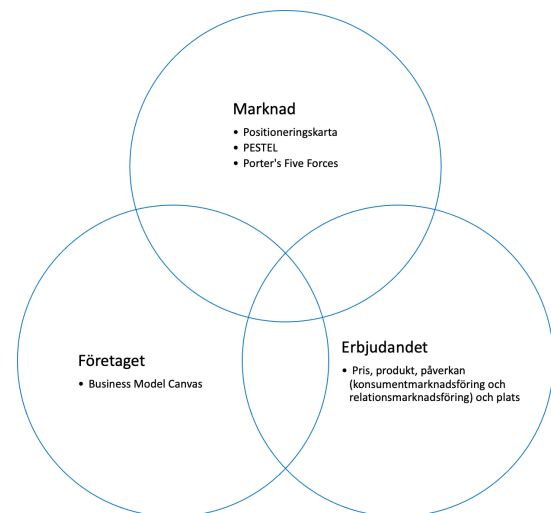 Marknad
• Positioneringskarta
• PESTEL
• Porter's Five Forces
Företaget
• Business Model Canvas
Erbjudandet
• Pris, produkt, påverkan
(konsumentmarknadsföring och
relationsmarknadsföring) och plats